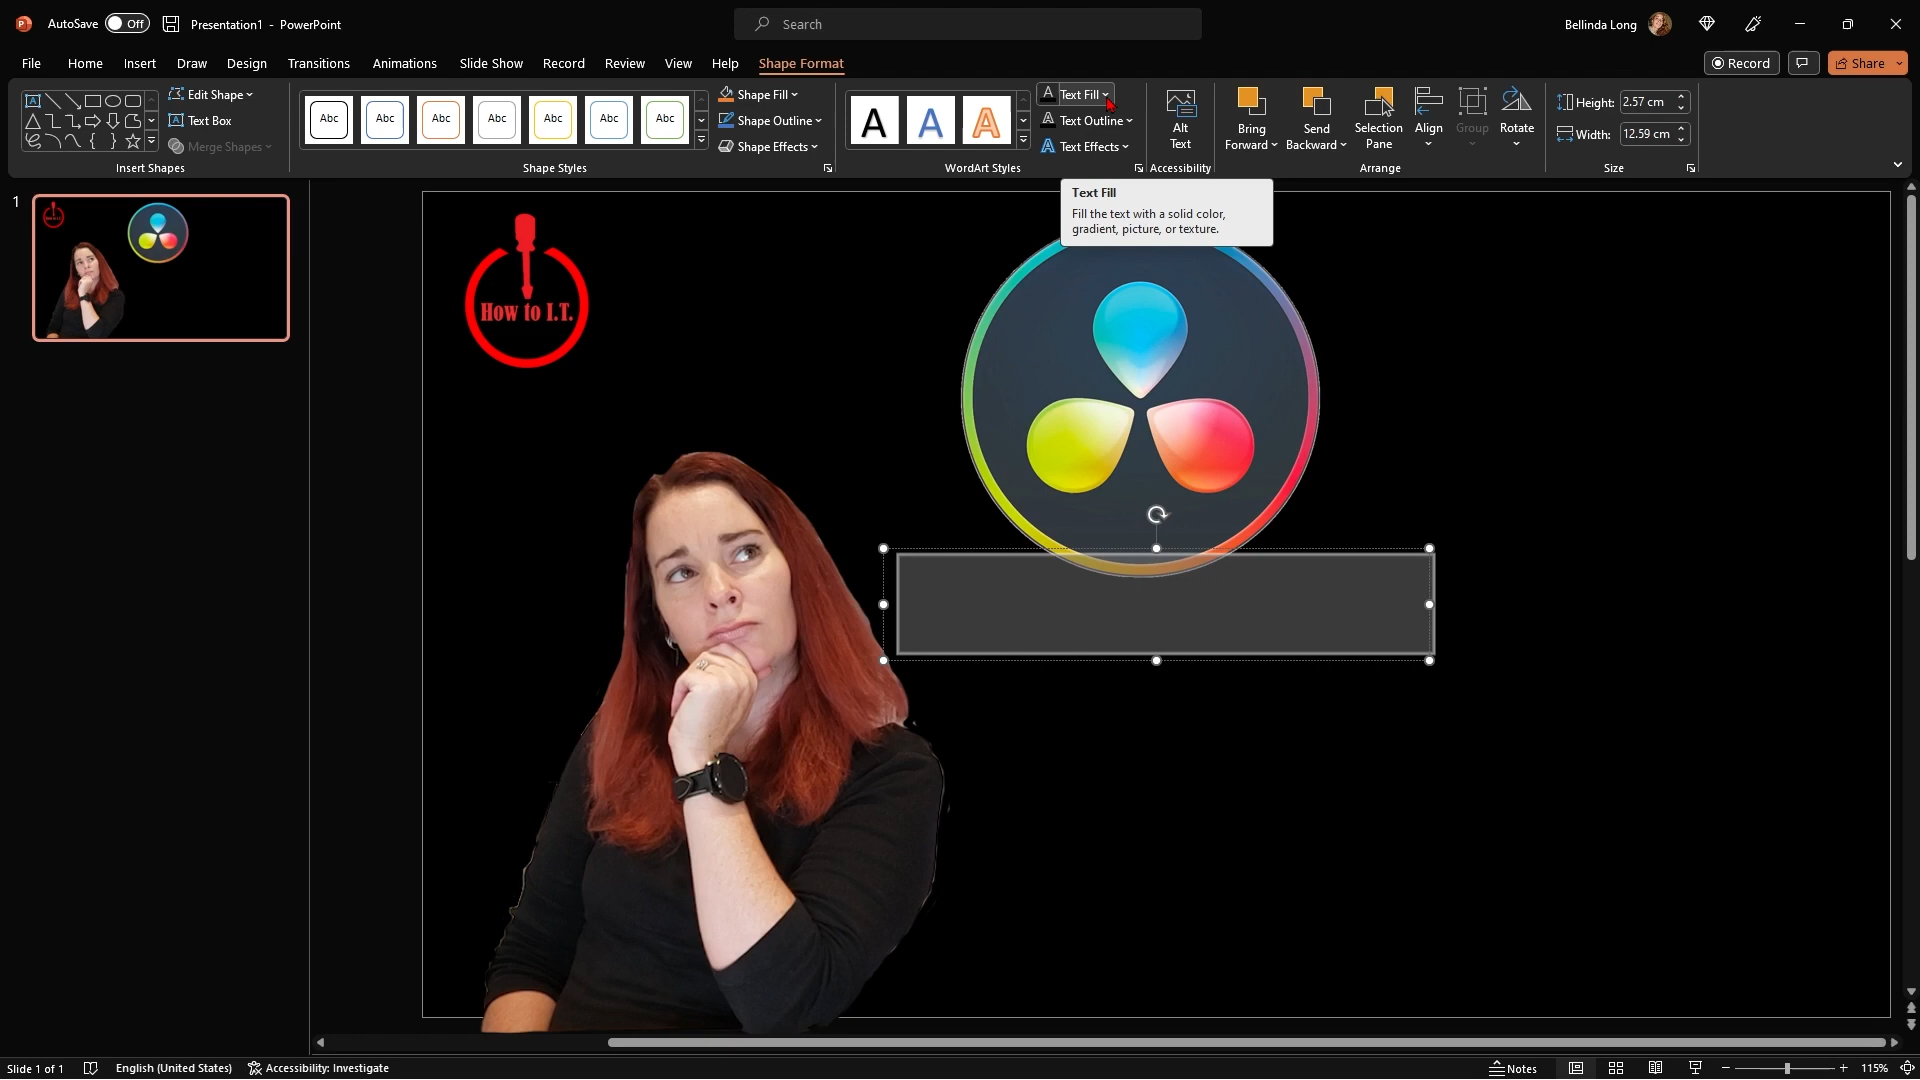 AutoSave Off Presentation1 - PowerPoint Search Bellinda Long
File Home Insert Draw Design Transitions Animations Slide Show Record Review View Help Shape Format Record Share
Edit Shape
Text Box
Merge Shapes
Insert Shapes
Abc Abc Abc Abc Abc Abc Abc
Shape Fill
Shape Outline
Shape Effects
Shape Styles
A A A
Text Fill
Text Outline
Text Effects
WordArt Styles
Alt
Text
Accessibility
Bring
Forward
Send
Backward
Selection
Pane
Align
Group
Rotate
Arrange
Height: 2.57 cm
Width: 12.59 cm
Size
Text Fill
Fill the text with a solid color,
gradient, picture, or texture.
1
How to I.T.
Slide 1 of 1 English (United States) Accessibility: Investigate Notes 115%